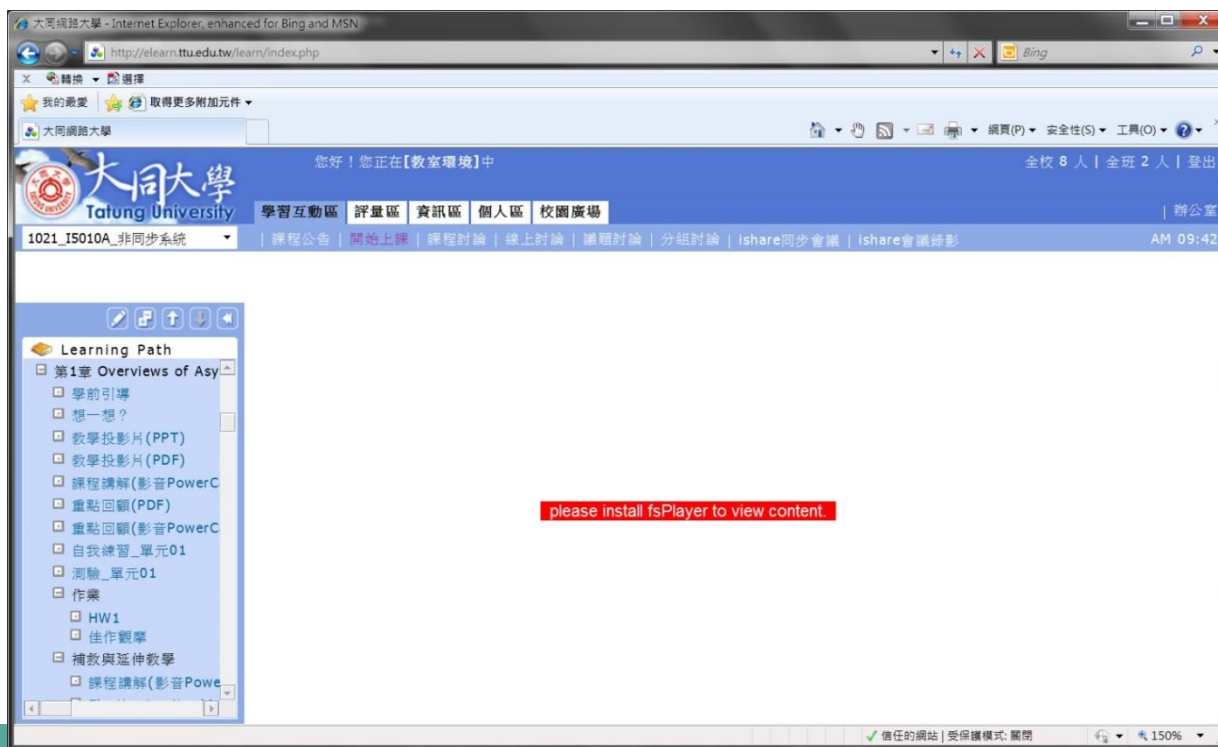 大同網路大學 - Internet Explorer, enhanced for Bing and MSN
http://elearn.ttu.edu.tw/learn/index.php
Bing
x 轉換 選擇
我的最愛 取得更多附加元件
大同網路大學
網頁(P) 安全性(S) 工具(O)
大同大學
Tatung University
您好！您正在[教室環境]中
全校 8 人 | 全班 2 人 | 登出
學習互動區 評量區 資訊區 個人區 校園廣場
| 辦公室
1021_I5010A_非同步系統
| 課程公告 | 開始上課 | 課程討論 | 線上討論 | 議題討論 | 分組討論 | Ishare同步會議 | Ishare會議錄影
AM 09:42
Learning Path
第1章 Overviews of Asy
學前引導
想一想？
教學投影片(PPT)
教學投影片(PDF)
課程講解(影音PowerC
重點回顧(PDF)
重點回顧(影音PowerC
自我練習_單元01
測驗_單元01
作業
HW1
佳作觀摩
補救與延伸教學
課程講解(影音Powe
please install fsPlayer to view content.
信任的網站 | 受保護模式: 關閉
150%